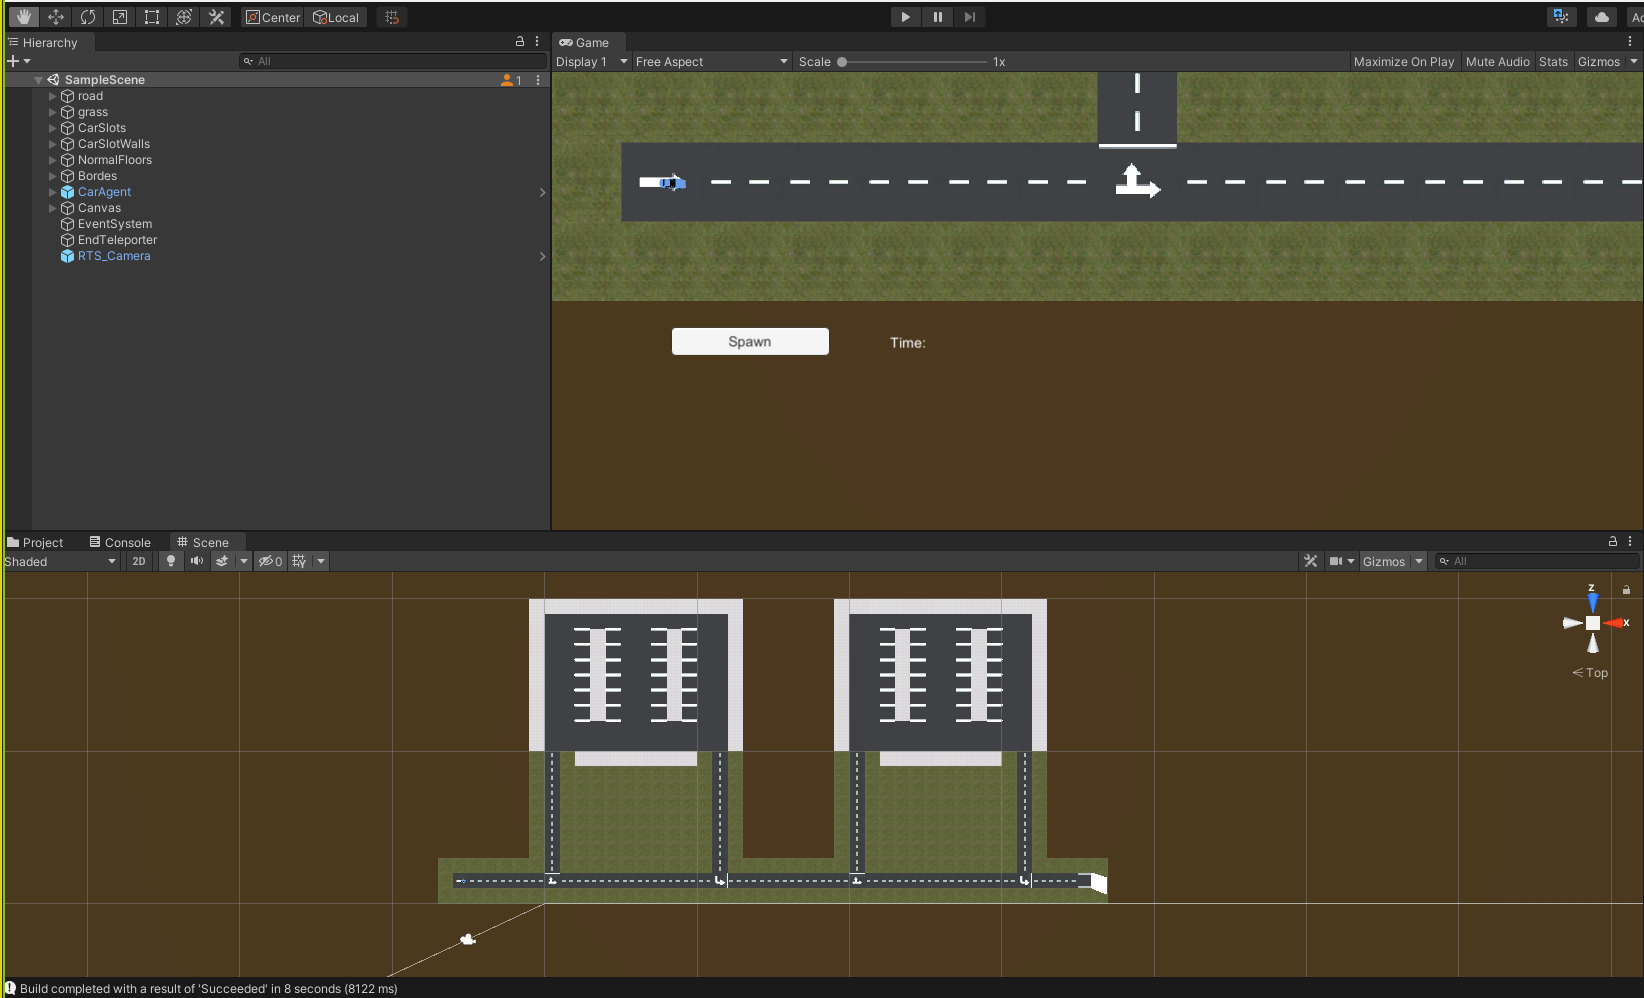 Center Local
Hierarchy
All
SampleScene 1
road
grass
CarSlots
CarSlotWalls
NormalFloors
Bordes
CarAgent
Canvas
EventSystem
EndTeleporter
RTS_Camera
Game
Display 1 Free Aspect Scale 1x Maximize On Play Mute Audio Stats Gizmos
Spawn Time:
Project Console Scene
Shaded 2D 0 Gizmos All
z
x
Top
Build completed with a result of 'Succeeded' in 8 seconds (8122 ms)